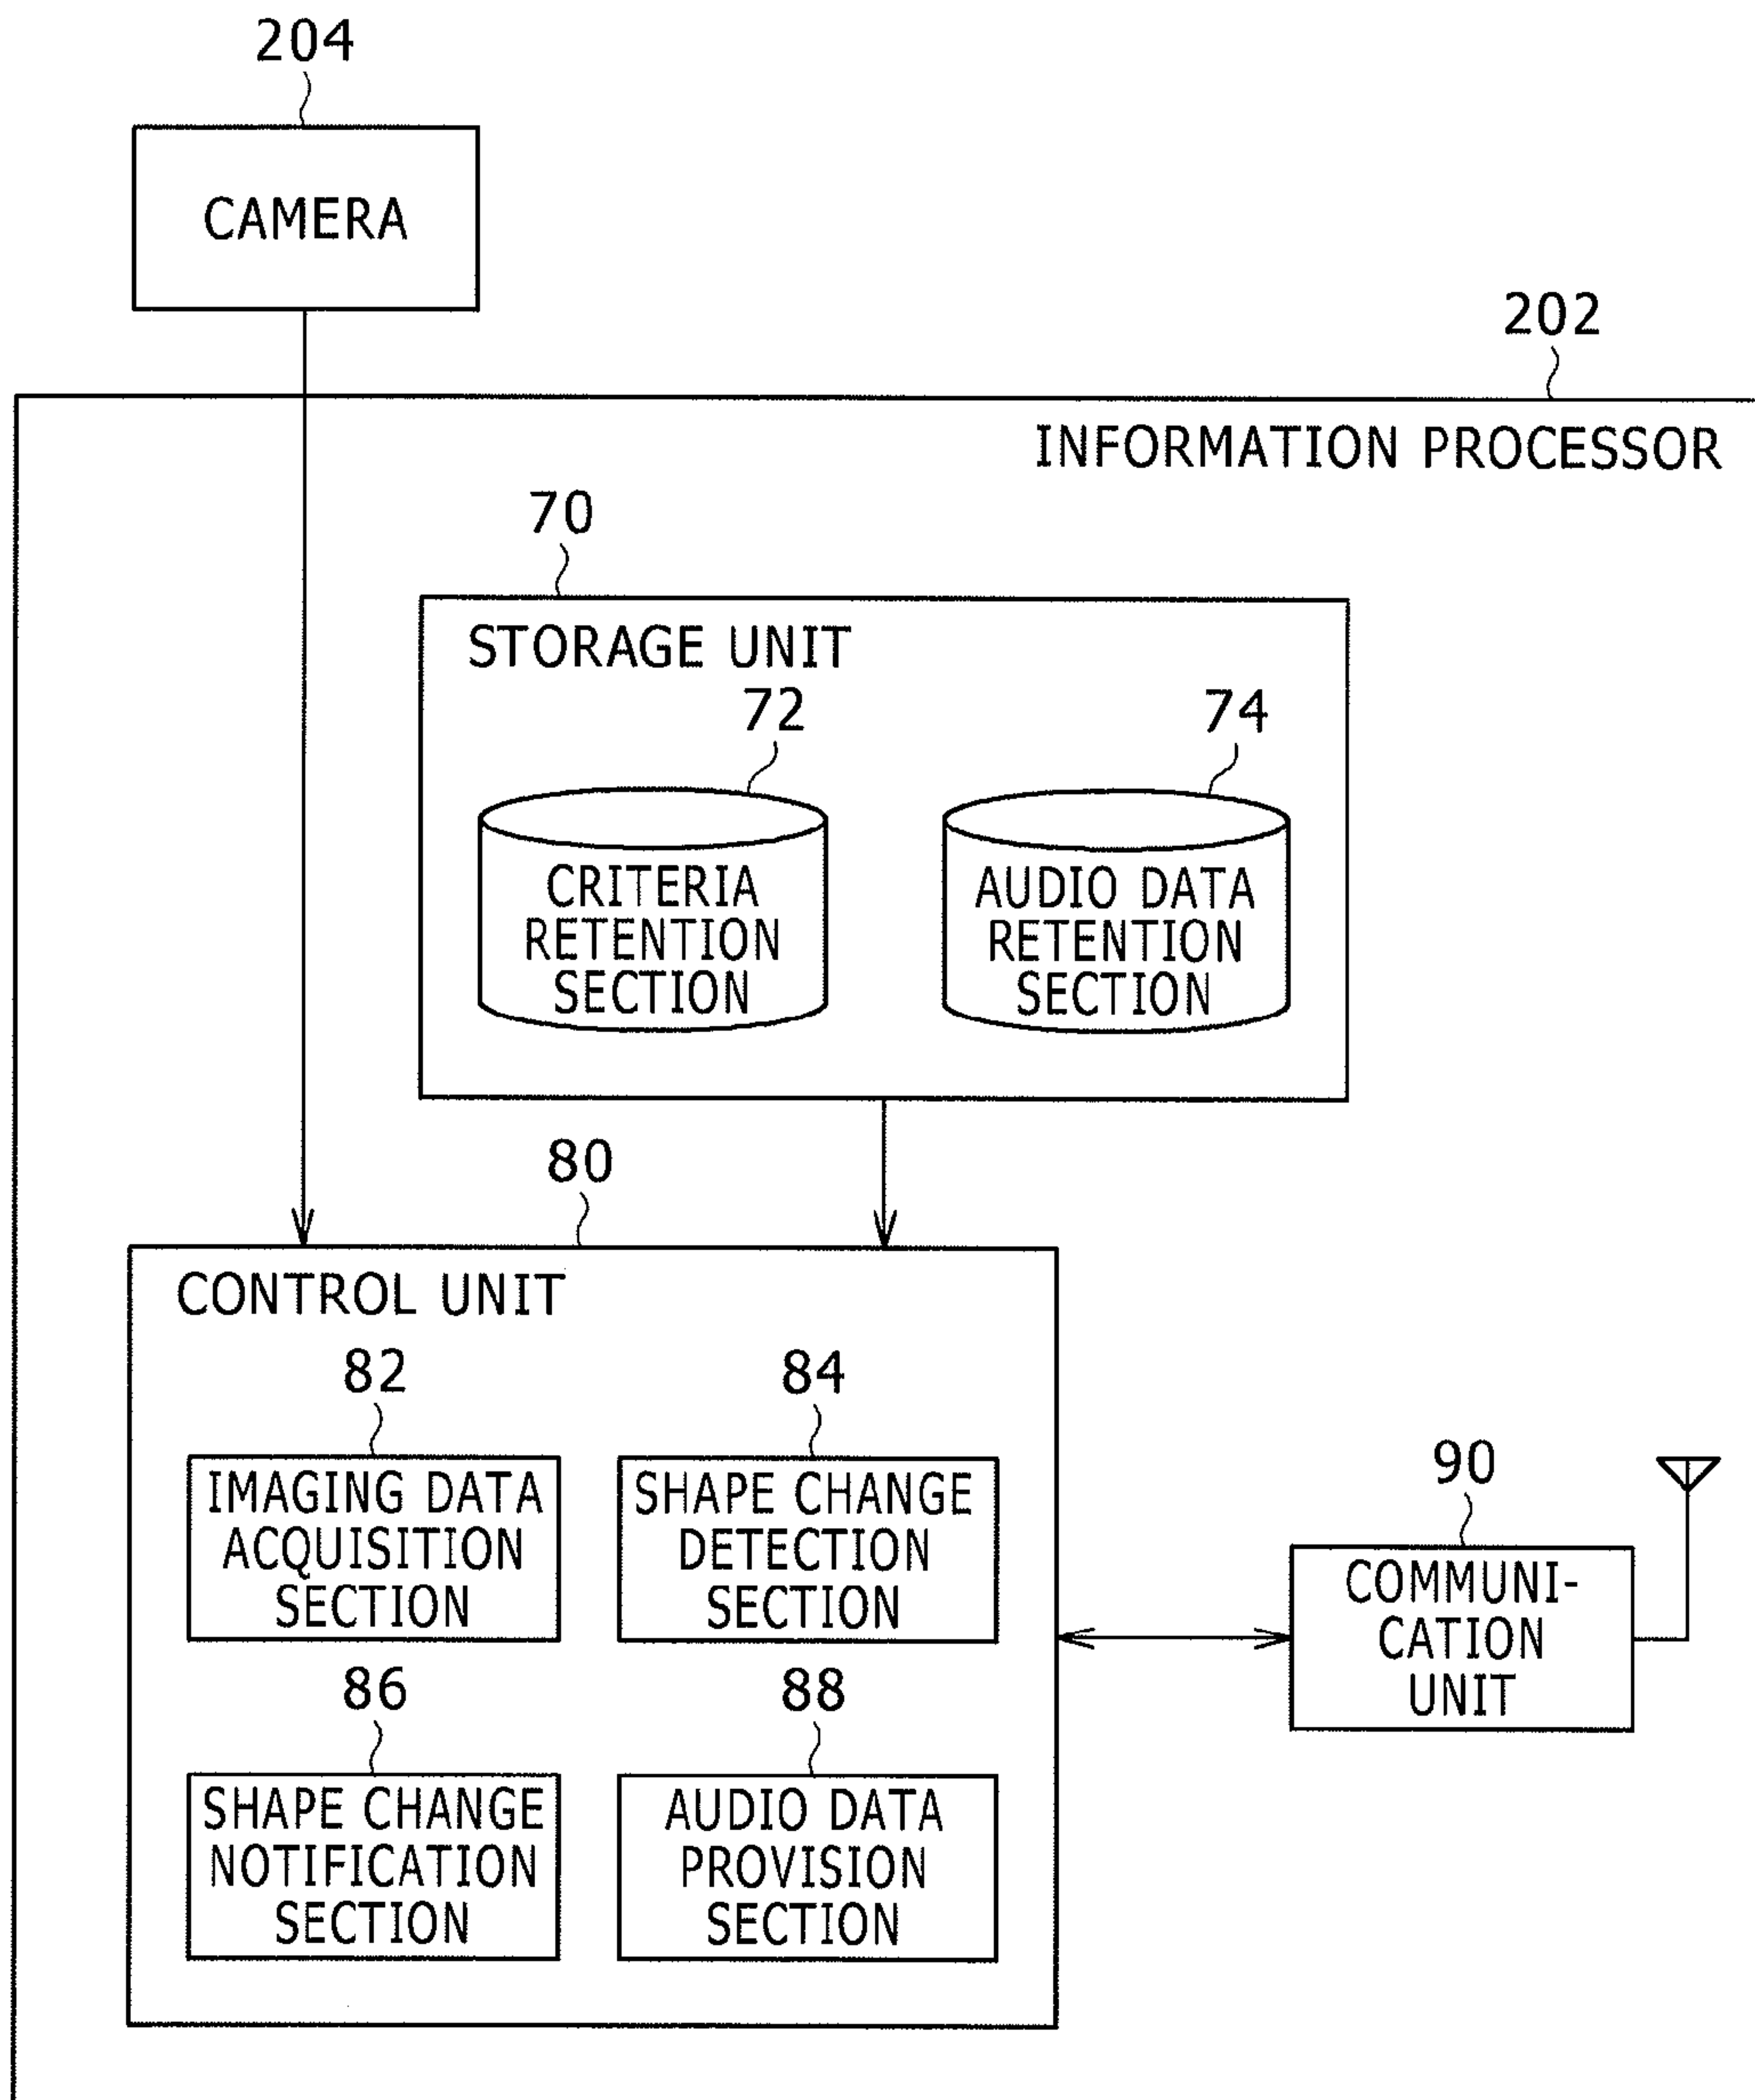 204
CAMERA
202
INFORMATION PROCESSOR
70
STORAGE UNIT
72
74
CRITERIA
RETENTION
SECTION
AUDIO DATA
RETENTION
SECTION
80
CONTROL UNIT
82
84
IMAGING DATA
ACQUISITION
SECTION
SHAPE CHANGE
DETECTION
SECTION
90
COMMUNI-
CATION
UNIT
86
88
SHAPE CHANGE
NOTIFICATION
SECTION
AUDIO DATA
PROVISION
SECTION